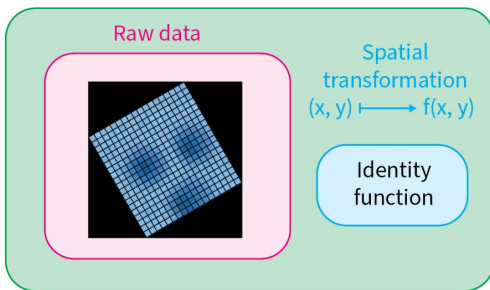 Raw data
Spatial
transformation
(x, y) ⟼ f(x, y)
Identity
function